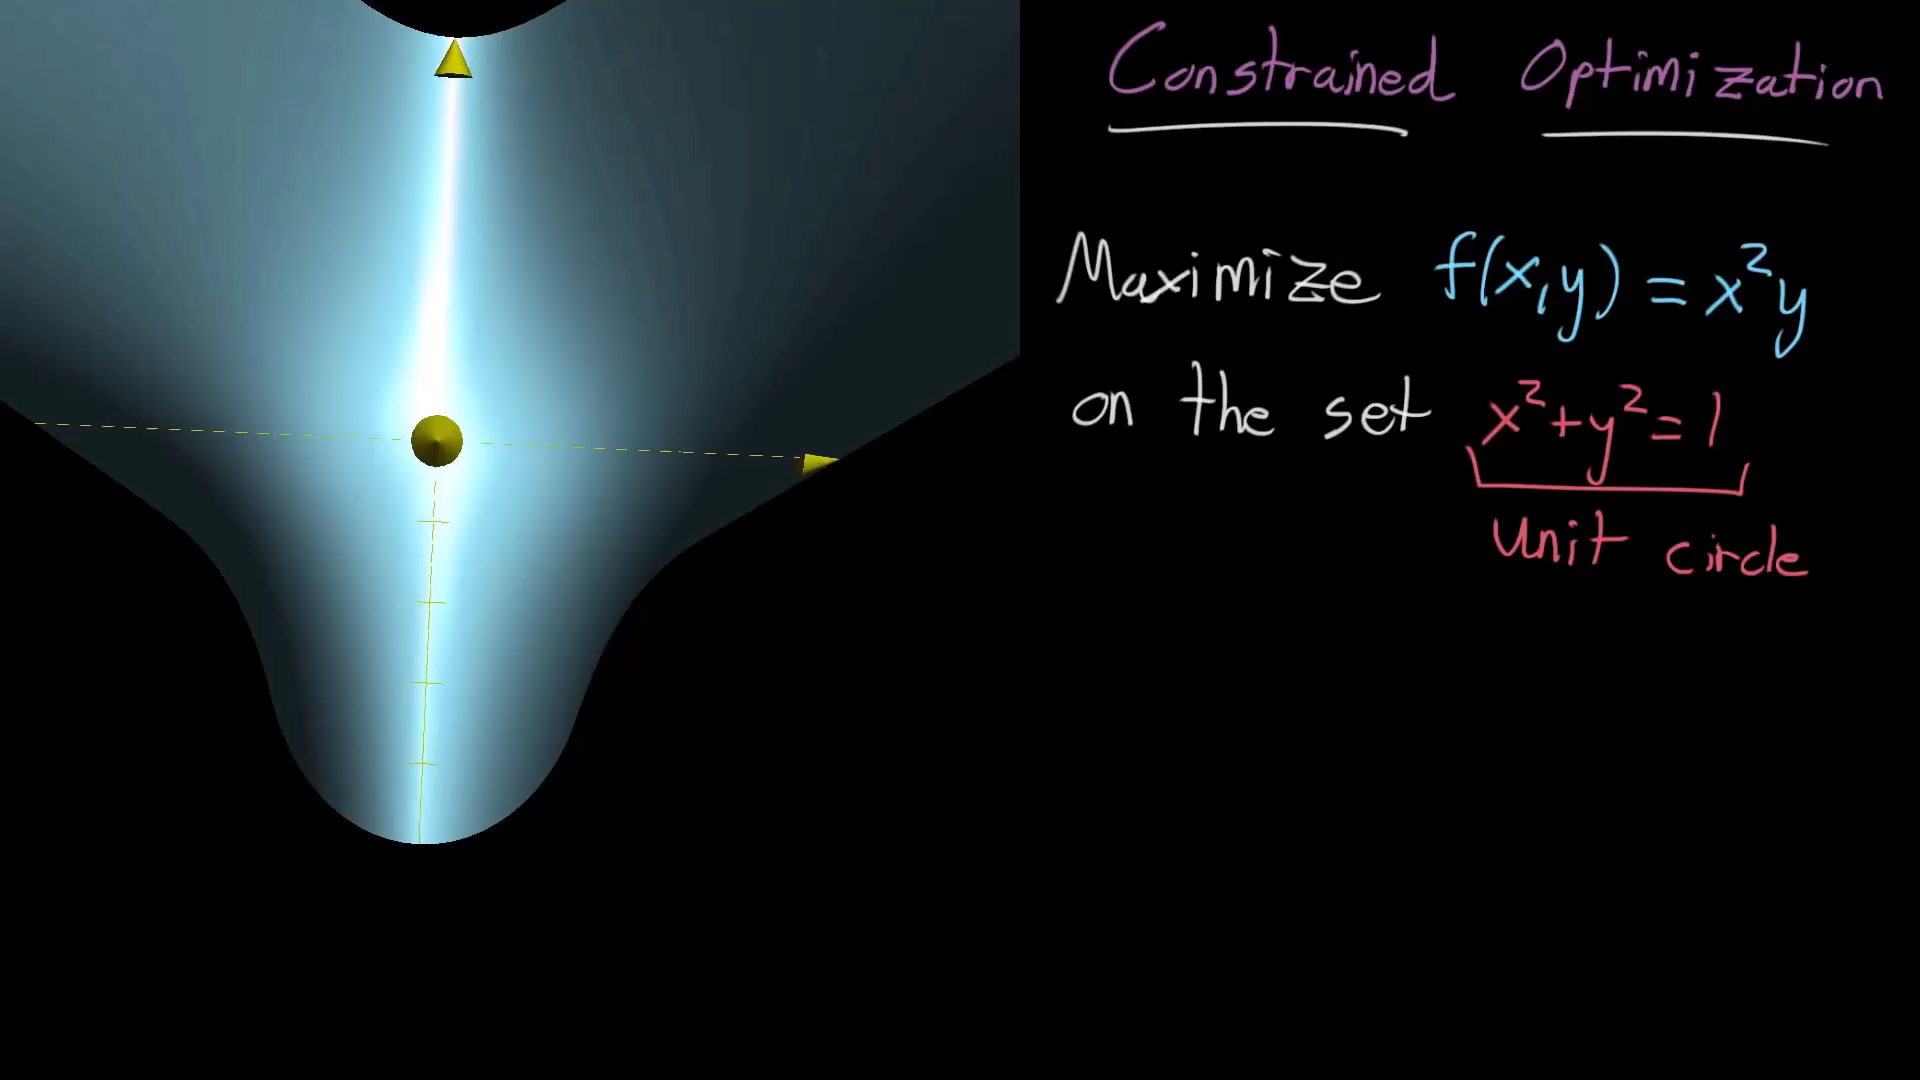 Constrained Optimization
Maximize f(x,y) = x²y
on the set x²+y²=1
Unit circle